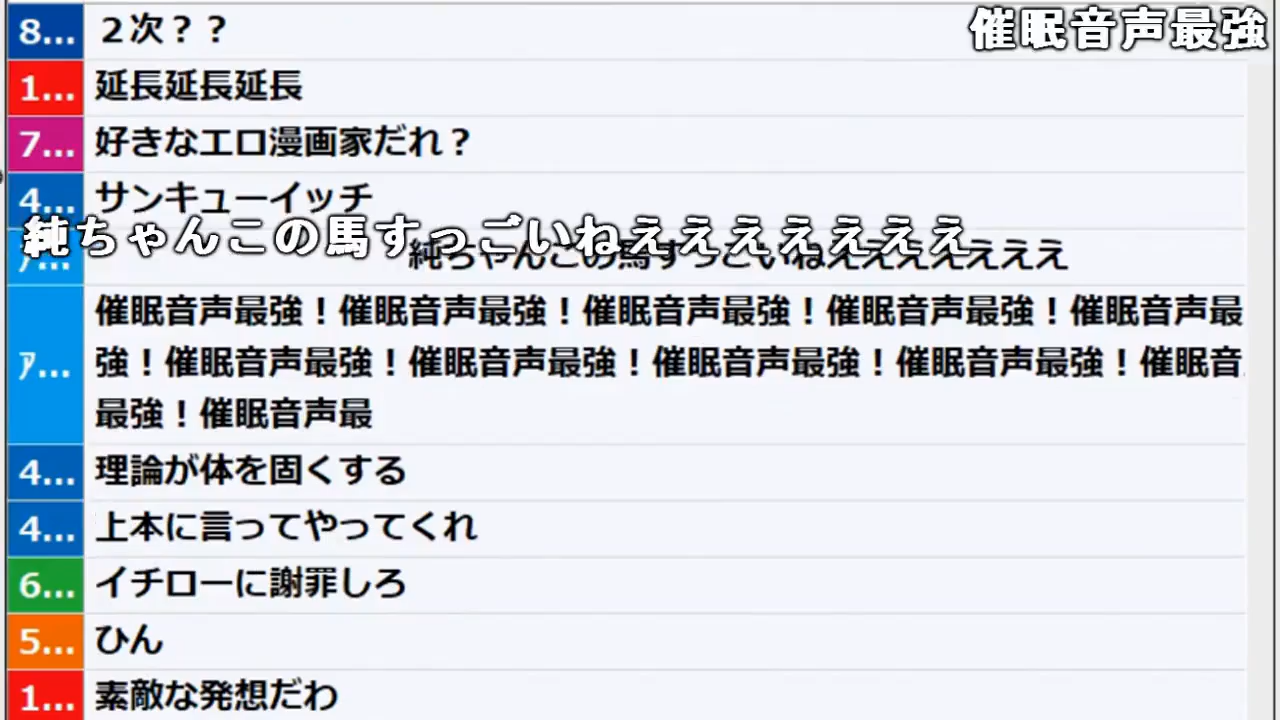 8... ２次？？
催眠音声最強
1... 延長延長延長
7... 好きなエロ漫画家だれ？
4... サンキューイッチ
純ちゃんこの馬すっごいねえええええええ
ｱ... 純ちゃんこの馬すっごいねえええええええ
催眠音声最強！催眠音声最強！催眠音声最強！催眠音声最強！催眠音声最
ｱ... 強！催眠音声最強！催眠音声最強！催眠音声最強！催眠音声最強！催眠音
最強！催眠音声最
4... 理論が体を固くする
4... 上本に言ってやってくれ
6... イチローに謝罪しろ
5... ひん
1... 素敵な発想だわ